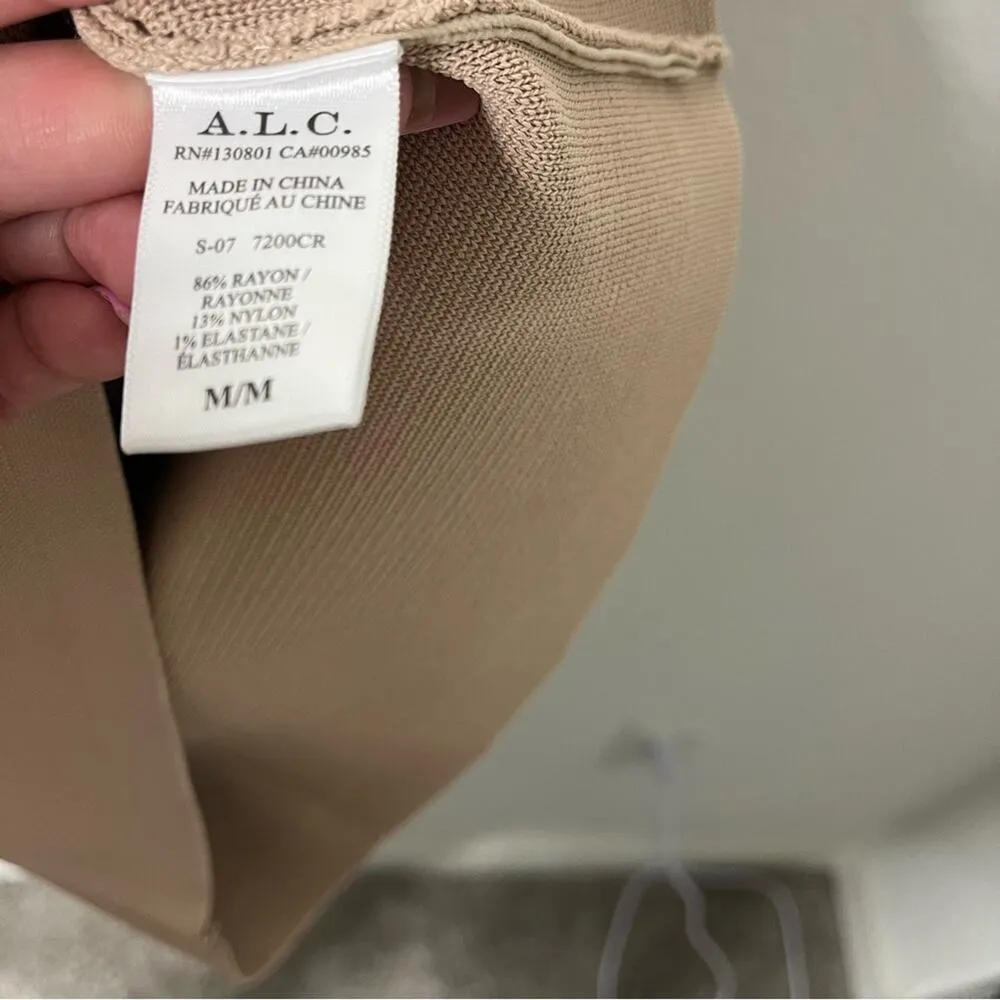 A.L.C.
RN#130801 CA#00985
MADE IN CHINA
FABRIQUÉ AU CHINE
S-07 7200CR
86% RAYON /
RAYONNE
13% NYLON
1% ELASTANE /
ÉLASTHANNE
M/M